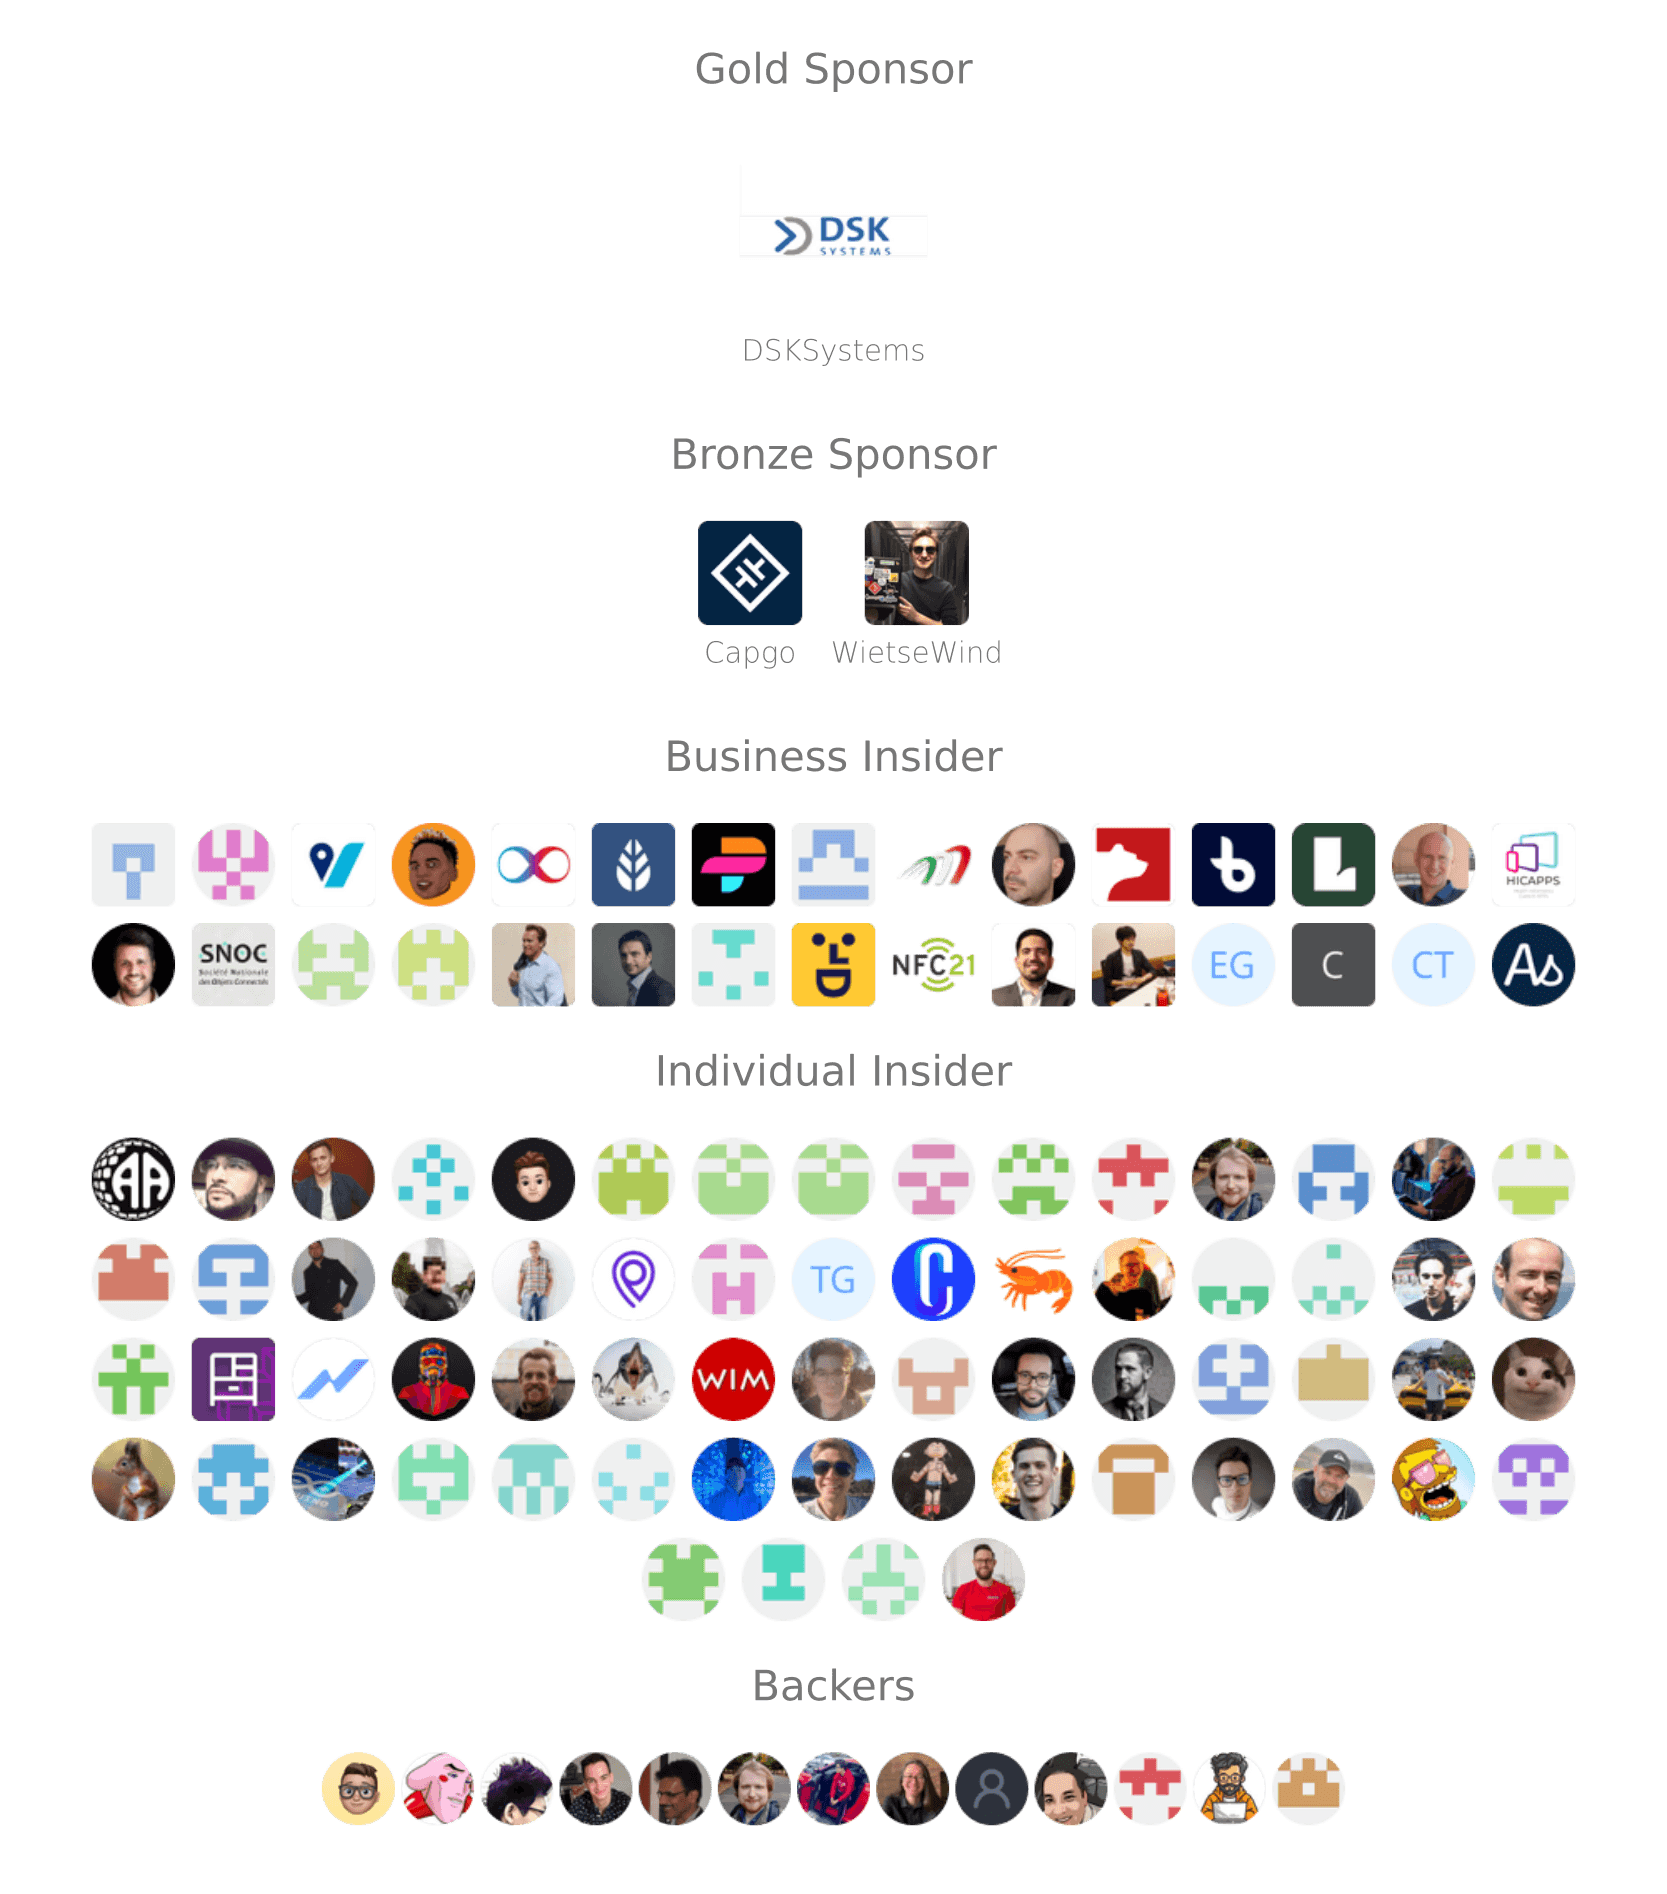 Gold Sponsor
DSK
SYSTEMS
DSKSystems
Bronze Sponsor
Capgo
WietseWind
Business Insider
HICAPPS
SNOC
Société Nationale
des Objets Connectés
NFC21
EG
C
CT
As
Individual Insider
AA
TG
C
WIM
Backers